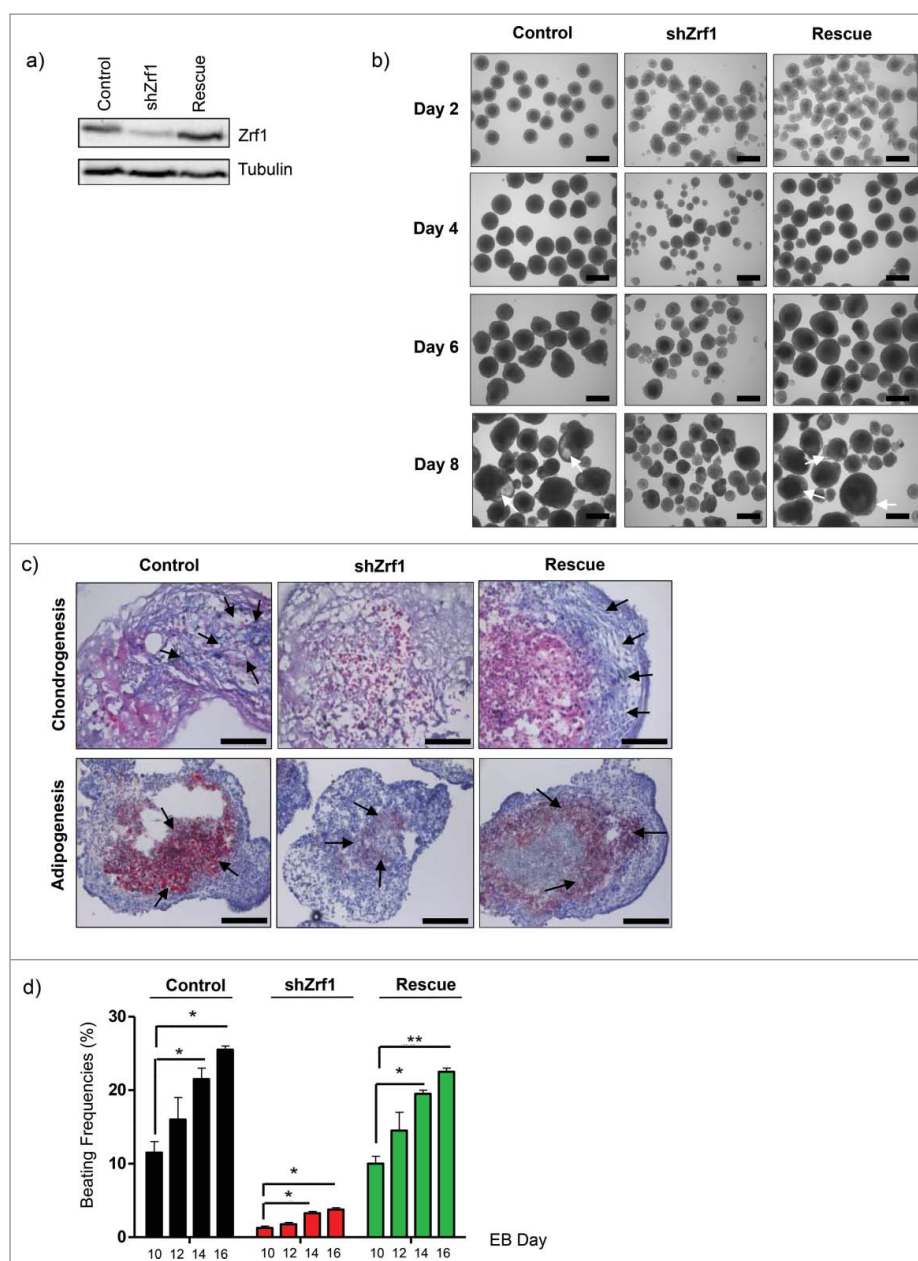 a)
Control
shZrf1
Rescue
Zrf1
Tubulin
b)
Control shZrf1 Rescue
Day 2
Day 4
Day 6
Day 8
c)
Control shZrf1 Rescue
Chondrogenesis
Adipogenesis
d)
Control shZrf1 Rescue
Beating Frequencies (%)
30
20
10
0
* * * * * **
10 12 14 16 10 12 14 16 10 12 14 16
EB Day